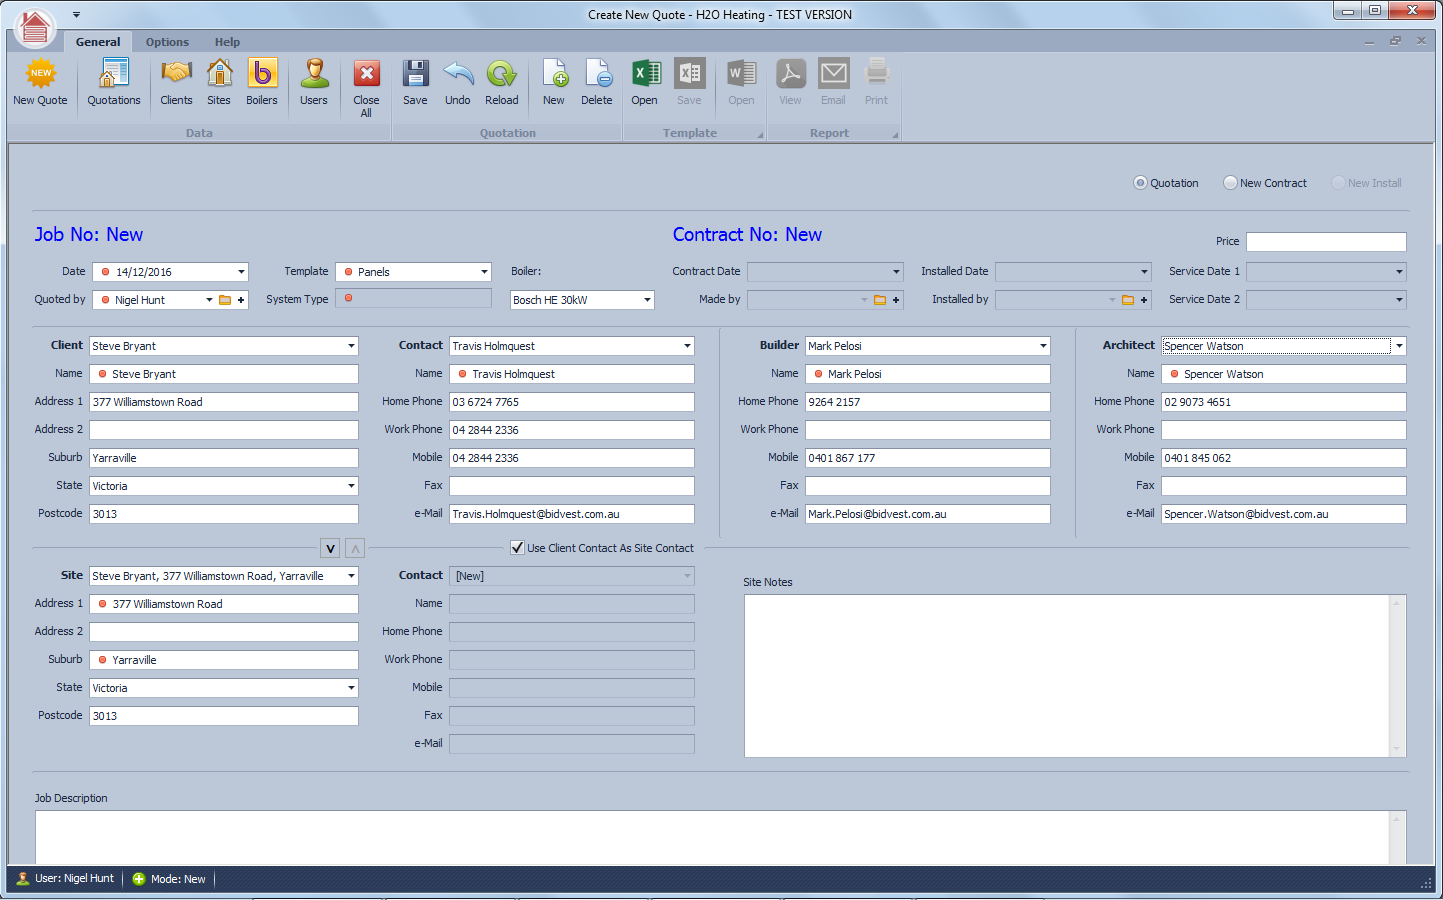 Create New Quote - H2O Heating - TEST VERSION
General Options Help
NEW
New Quote Quotations Clients Sites Boilers Users Close All Save Undo Reload New Delete Open Save Open View Email Print
Data Quotation Template Report
Quotation New Contract New Install
Job No: New Contract No: New
Price
Date 14/12/2016 Template Panels Boiler: Contract Date Installed Date Service Date 1
Quoted by Nigel Hunt System Type Bosch HE 30kW Made by Installed by Service Date 2
Client Steve Bryant Contact Travis Holmquest Builder Mark Pelosi Architect Spencer Watson
Name Steve Bryant Name Travis Holmquest Name Mark Pelosi Name Spencer Watson
Address 1 377 Williamstown Road Home Phone 03 6724 7765 Home Phone 9264 2157 Home Phone 02 9073 4651
Address 2 Work Phone 04 2844 2336 Work Phone Work Phone
Suburb Yarraville Mobile 04 2844 2336 Mobile 0401 867 177 Mobile 0401 845 062
State Victoria Fax Fax Fax
Postcode 3013 e-Mail Travis.Holmquest@bidvest.com.au e-Mail Mark.Pelosi@bidvest.com.au e-Mail Spencer.Watson@bidvest.com.au
Use Client Contact As Site Contact
Site Steve Bryant, 377 Williamstown Road, Yarraville Contact [New] Site Notes
Address 1 377 Williamstown Road Name
Address 2 Home Phone
Suburb Yarraville Work Phone
State Victoria Mobile
Postcode 3013 Fax
e-Mail
Job Description
User: Nigel Hunt Mode: New